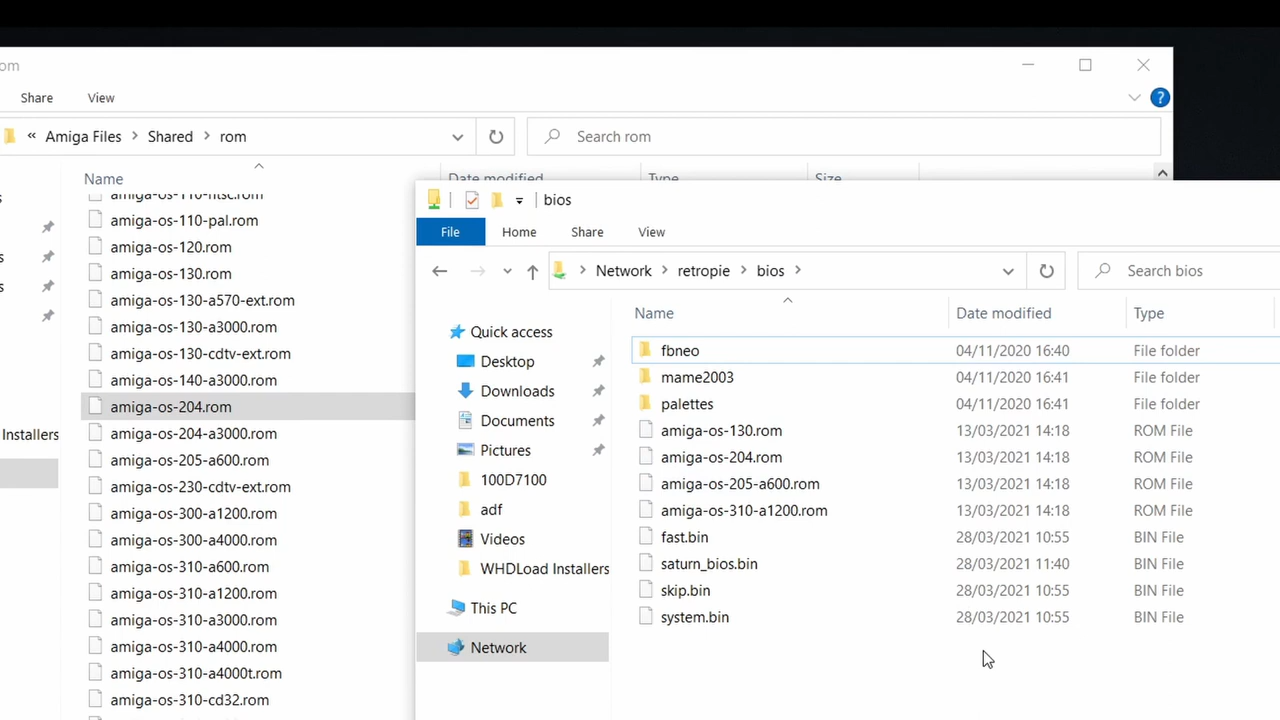 om
Share View
« Amiga Files > Shared > rom
Search rom
Name Date modified Type Size
amiga-os-110-ntsc.rom
amiga-os-110-pal.rom
amiga-os-120.rom
amiga-os-130.rom
amiga-os-130-a570-ext.rom
amiga-os-130-a3000.rom
amiga-os-130-cdtv-ext.rom
amiga-os-140-a3000.rom
amiga-os-204.rom
amiga-os-204-a3000.rom
amiga-os-205-a600.rom
amiga-os-230-cdtv-ext.rom
amiga-os-300-a1200.rom
amiga-os-300-a4000.rom
amiga-os-310-a600.rom
amiga-os-310-a1200.rom
amiga-os-310-a3000.rom
amiga-os-310-a4000.rom
amiga-os-310-a4000t.rom
amiga-os-310-cd32.rom
s
s
s
Installers
bios
File Home Share View
> Network > retropie > bios >
Search bios
Quick access
Desktop
Downloads
Documents
Pictures
100D7100
adf
Videos
WHDLoad Installers
This PC
Network
Name Date modified Type
fbneo 04/11/2020 16:40 File folder
mame2003 04/11/2020 16:41 File folder
palettes 04/11/2020 16:41 File folder
amiga-os-130.rom 13/03/2021 14:18 ROM File
amiga-os-204.rom 13/03/2021 14:18 ROM File
amiga-os-205-a600.rom 13/03/2021 14:18 ROM File
amiga-os-310-a1200.rom 13/03/2021 14:18 ROM File
fast.bin 28/03/2021 10:55 BIN File
saturn_bios.bin 28/03/2021 11:40 BIN File
skip.bin 28/03/2021 10:55 BIN File
system.bin 28/03/2021 10:55 BIN File